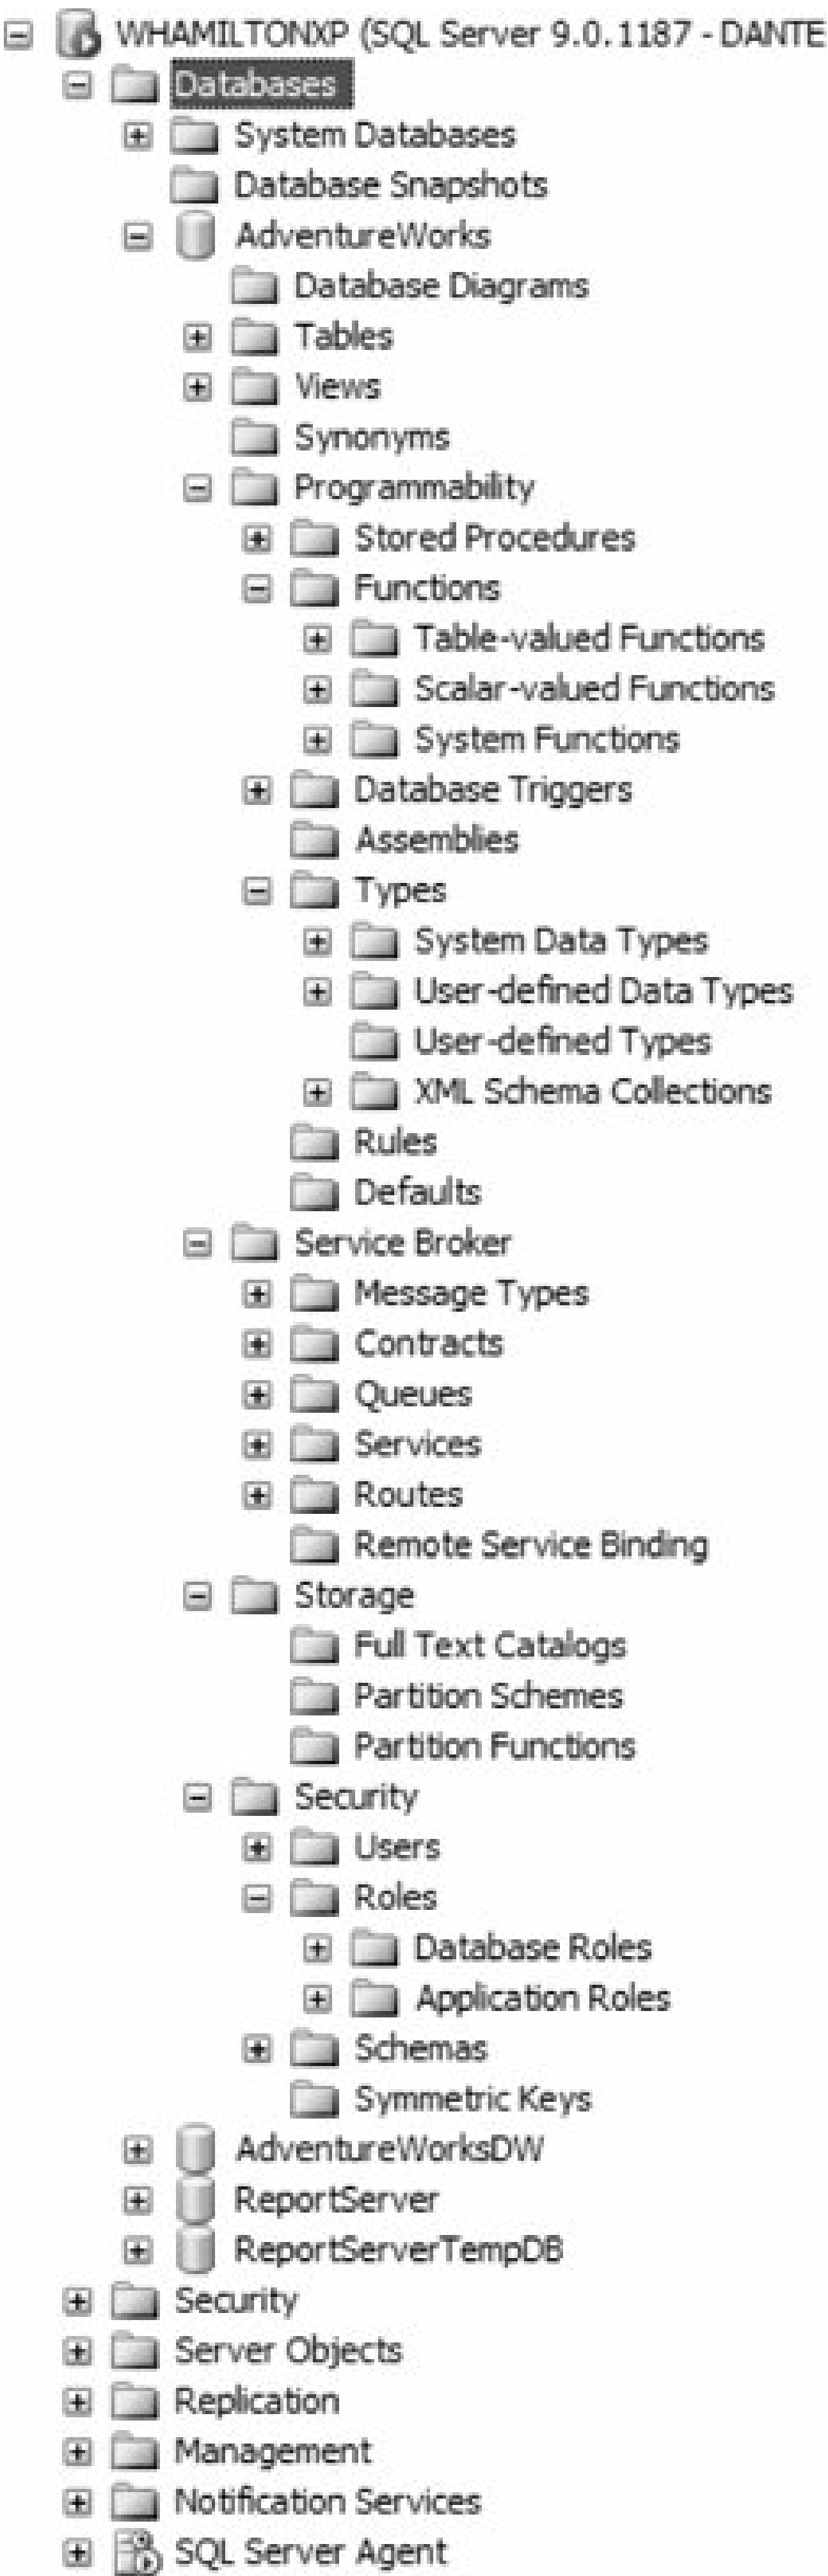 WHAMILTONXP (SQL Server 9.0.1187 - DANTE
Databases
System Databases
Database Snapshots
AdventureWorks
Database Diagrams
Tables
Views
Synonyms
Programmability
Stored Procedures
Functions
Table-valued Functions
Scalar-valued Functions
System Functions
Database Triggers
Assemblies
Types
System Data Types
User-defined Data Types
User-defined Types
XML Schema Collections
Rules
Defaults
Service Broker
Message Types
Contracts
Queues
Services
Routes
Remote Service Binding
Storage
Full Text Catalogs
Partition Schemes
Partition Functions
Security
Users
Roles
Database Roles
Application Roles
Schemas
Symmetric Keys
AdventureWorksDW
ReportServer
ReportServerTempDB
Security
Server Objects
Replication
Management
Notification Services
SQL Server Agent